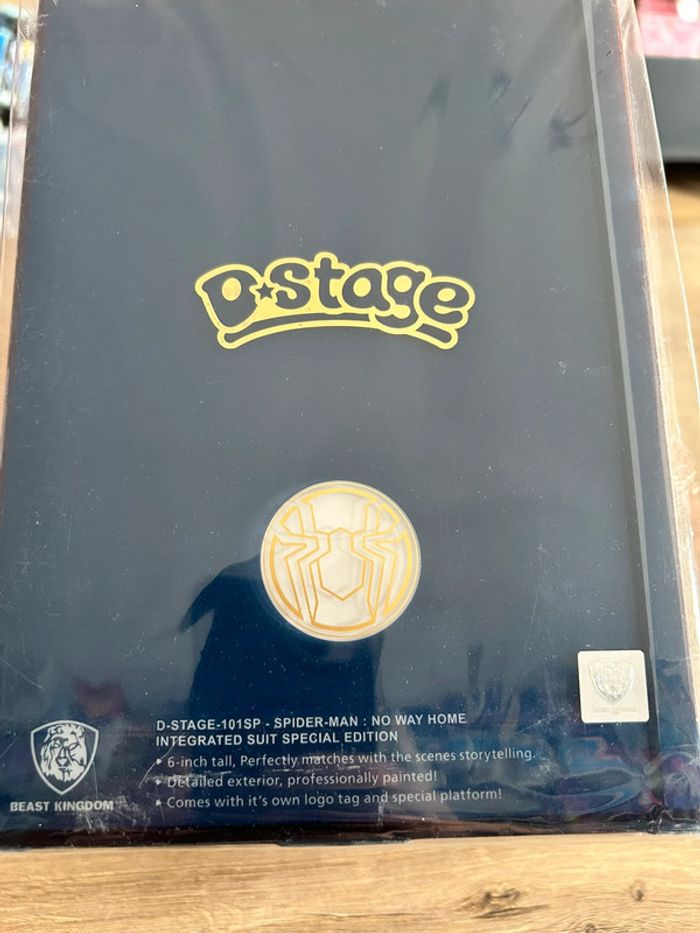 D★stage
D-STAGE-101SP - SPIDER-MAN : NO WAY HOME
INTEGRATED SUIT SPECIAL EDITION
▸ 6-inch tall, Perfectly matches with the scenes storytelling.
▸ Detailed exterior, professionally painted!
▸ Comes with it's own logo tag and special platform!
BEAST KINGDOM